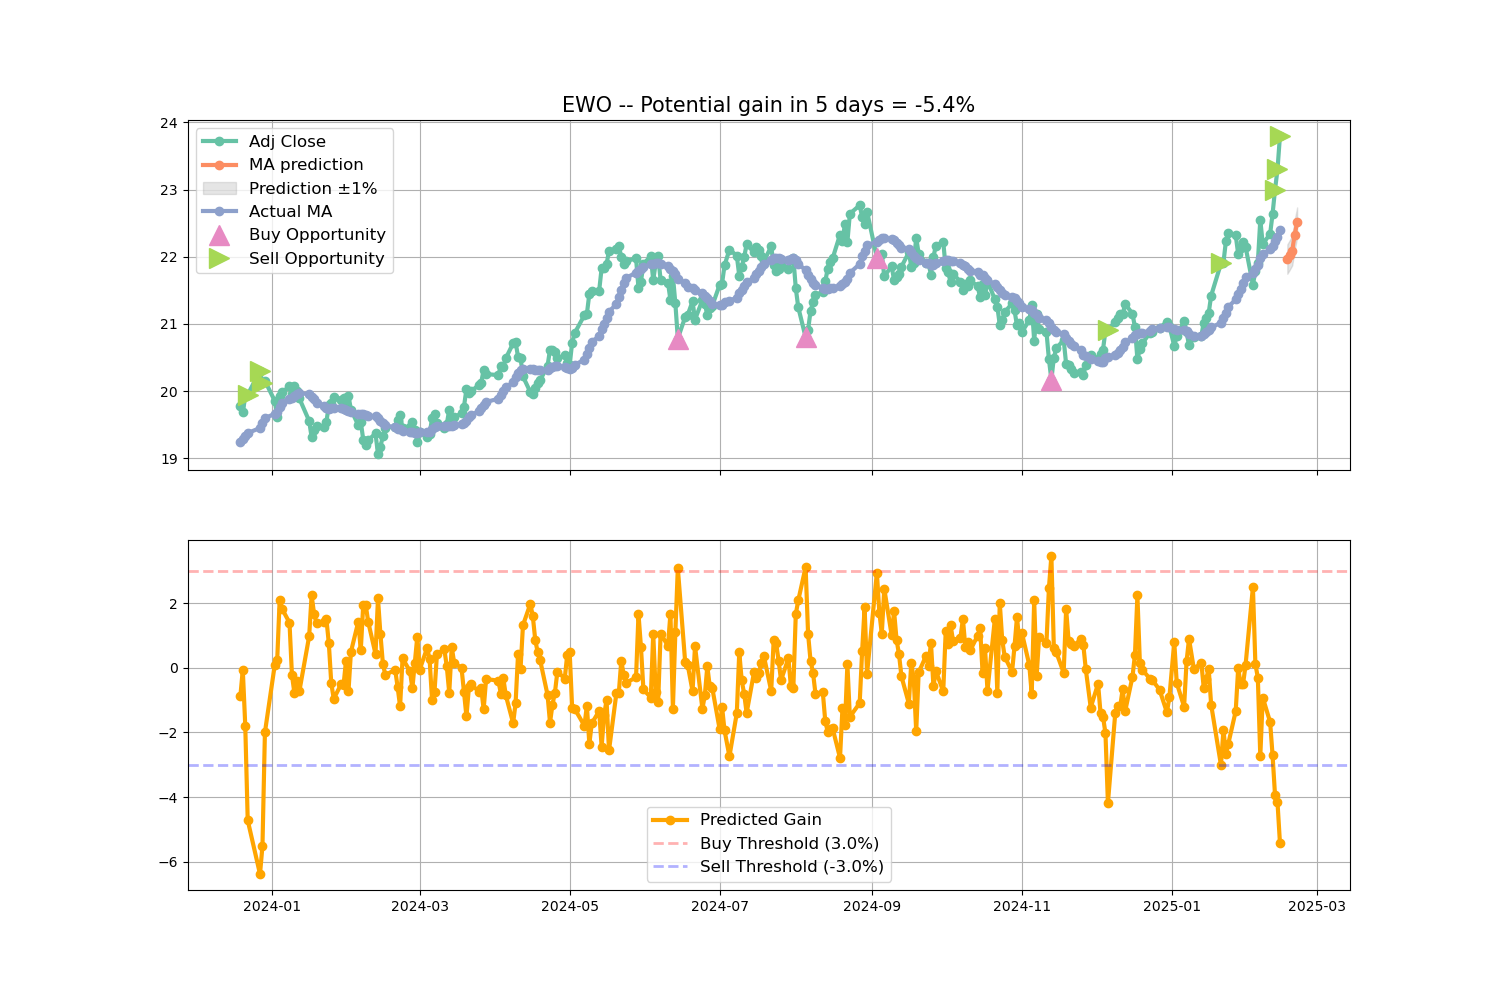 EWO -- Potential gain in 5 days = -5.4%
24
23
22
21
20
19
Adj Close
MA prediction
Prediction ±1%
Actual MA
Buy Opportunity
Sell Opportunity
2
0
−2
−4
−6
Predicted Gain
Buy Threshold (3.0%)
Sell Threshold (-3.0%)
2024-01 2024-03 2024-05 2024-07 2024-09 2024-11 2025-01 2025-03